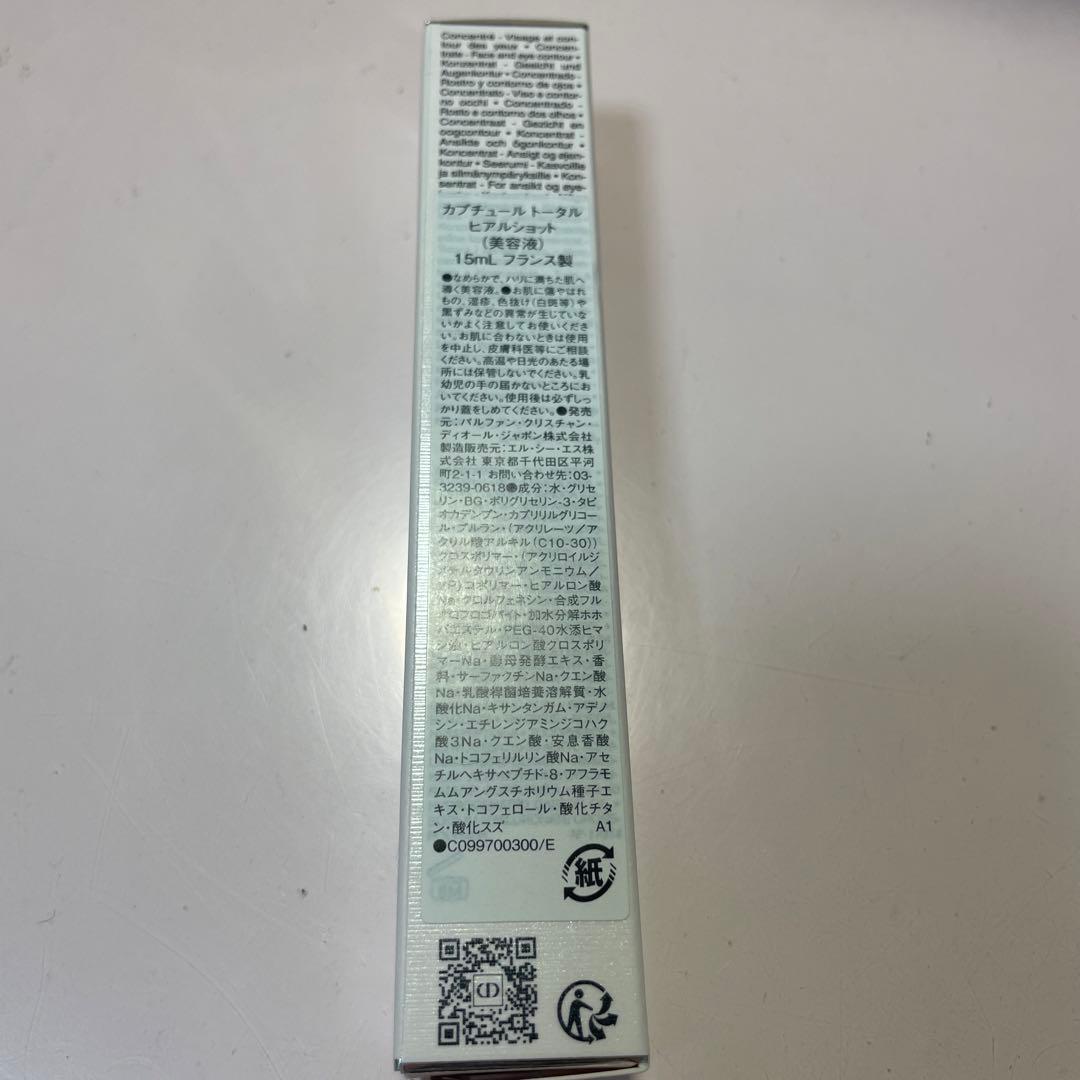 Concentré - Visage et con-
tour des yeux • Concen-
trate - Face and eye contour •
Konzentrat - Gesicht und
Augenkontur • Concentrado -
Rostro y contorno de ojos •
Concentrato - Viso e contor-
no occhi • Concentrado -
Rosto e contorno dos olhos •
Concentraat - Gezicht en
oogcontour • Koncentrat -
Ansikte och ögonkontur •
Koncentrat - Ansigt og øjen-
kontur • Seerumi - Kasvoille
ja silmänympäryksille • Kon-
sentrat - For ansikt og øye-
カプチュール トータル
ヒアルショット
(美容液)
15mL フランス製
●なめらかで、ハリに満ちた肌へ
導く美容液。●お肌に傷やはれ
もの、湿疹、色抜け(白斑等)や
黒ずみなどの異常が生じていな
いかよく注意してお使いくださ
い。お肌に合わないときは使用
を中止し、皮膚科医等にご相談
ください。高温や日光のあたる場
所には保管しないでください。乳
幼児の手の届かないところにお
いてください。使用後は必ずしっ
かり蓋をしめてください。●発売
元:パルファン・クリスチャン・
ディオール・ジャポン株式会社
製造販売元:エル・シー・エス株
式会社 東京都千代田区平河
町2-1-1 お問い合わせ先:03-
3239-0618●成分:水・グリセ
リン・BG・ポリグリセリン-3・タピ
オカデンプン・カプリリルグリコー
ル・プルラン・(アクリレーツ/ア
クリル酸アルキル(C10-30))
クロスポリマー・(アクリロイルジ
メチルタウリンアンモニウム/
VP)コポリマー・ヒアルロン酸
Na・クロルフェネシン・合成フル
オロフロゴパイト・加水分解ホホ
バエステル・PEG-40水添ヒマ
シ油・ヒアルロン酸クロスポリ
マーNa・酵母発酵エキス・香
料・サーファクチンNa・クエン酸
Na・乳酸桿菌培養溶解質・水
酸化Na・キサンタンガム・アデノ
シン・エチレンジアミンジコハク
酸3Na・クエン酸・安息香酸
Na・トコフェリルリン酸Na・アセ
チルヘキサペプチド-8・アフラモ
ムムアングスチホリウム種子エ
キス・トコフェロール・酸化チタ
ン・酸化スズ A1
●C099700300/E
紙
CD